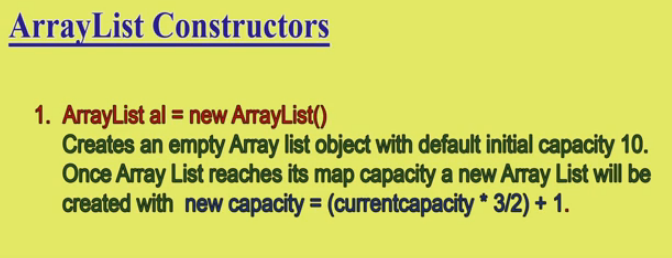 ArrayList Constructors
1. ArrayList al = new ArrayList()
Creates an empty Array list object with default initial capacity 10.
Once Array List reaches its map capacity a new Array List will be
created with new capacity = (currentcapacity * 3/2) + 1.